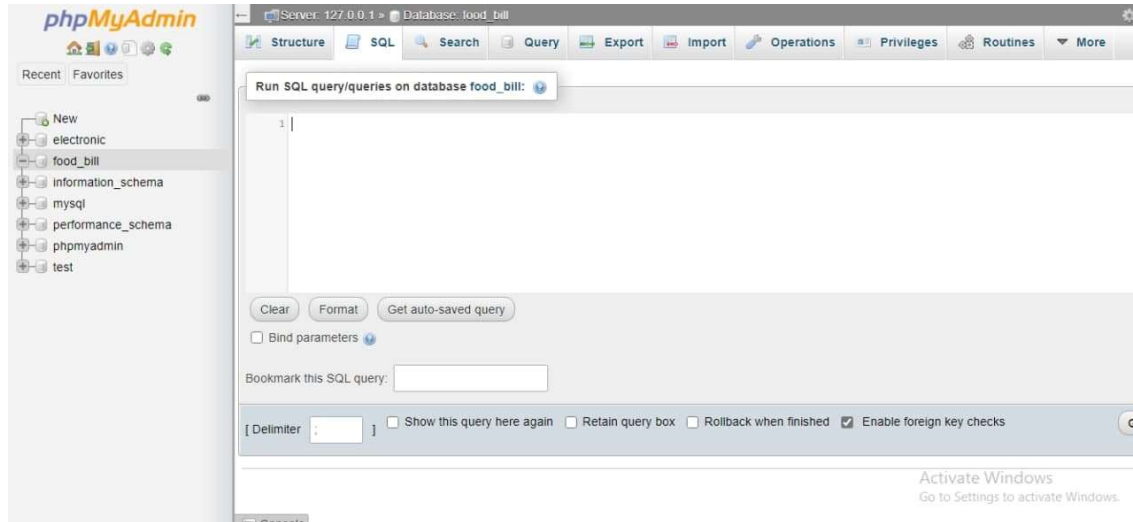 phpMyAdmin
Recent Favorites
New
electronic
food_bill
information_schema
mysql
performance_schema
phpmyadmin
test
Server: 127.0.0.1 » Database: food_bill
Structure SQL Search Query Export Import Operations Privileges Routines More
Run SQL query/queries on database food_bill:
1
Clear Format Get auto-saved query
Bind parameters
Bookmark this SQL query:
[ Delimiter ; ] Show this query here again Retain query box Rollback when finished Enable foreign key checks
Activate Windows
Go to Settings to activate Windows.
Console